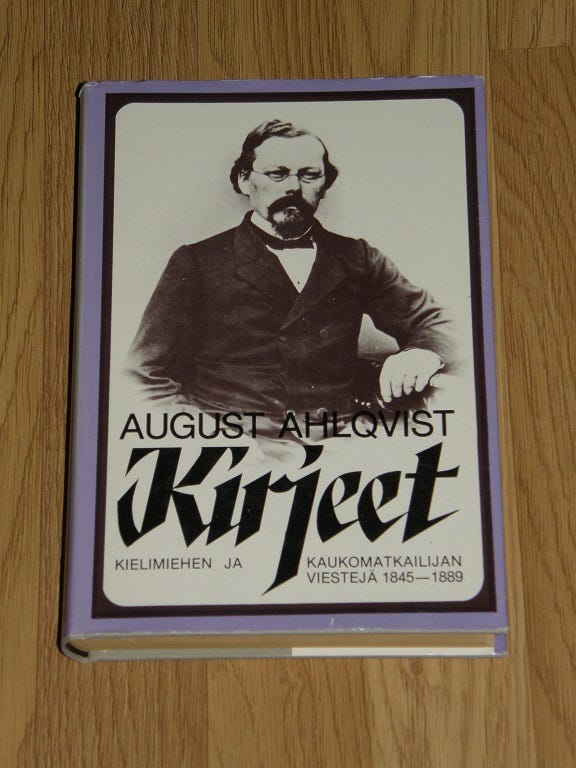 AUGUST AHLQVIST
Kirjeet
KIELIMIEHEN JA KAUKOMATKAILIJAN
VIESTEJÄ 1845—1889